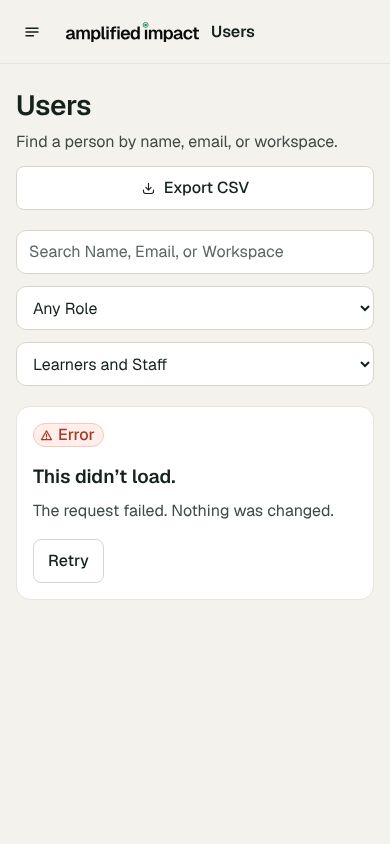 amplified impact Users
Users
Find a person by name, email, or workspace.
Export CSV
Search Name, Email, or Workspace
Any Role
Learners and Staff
Error
This didn’t load.
The request failed. Nothing was changed.
Retry